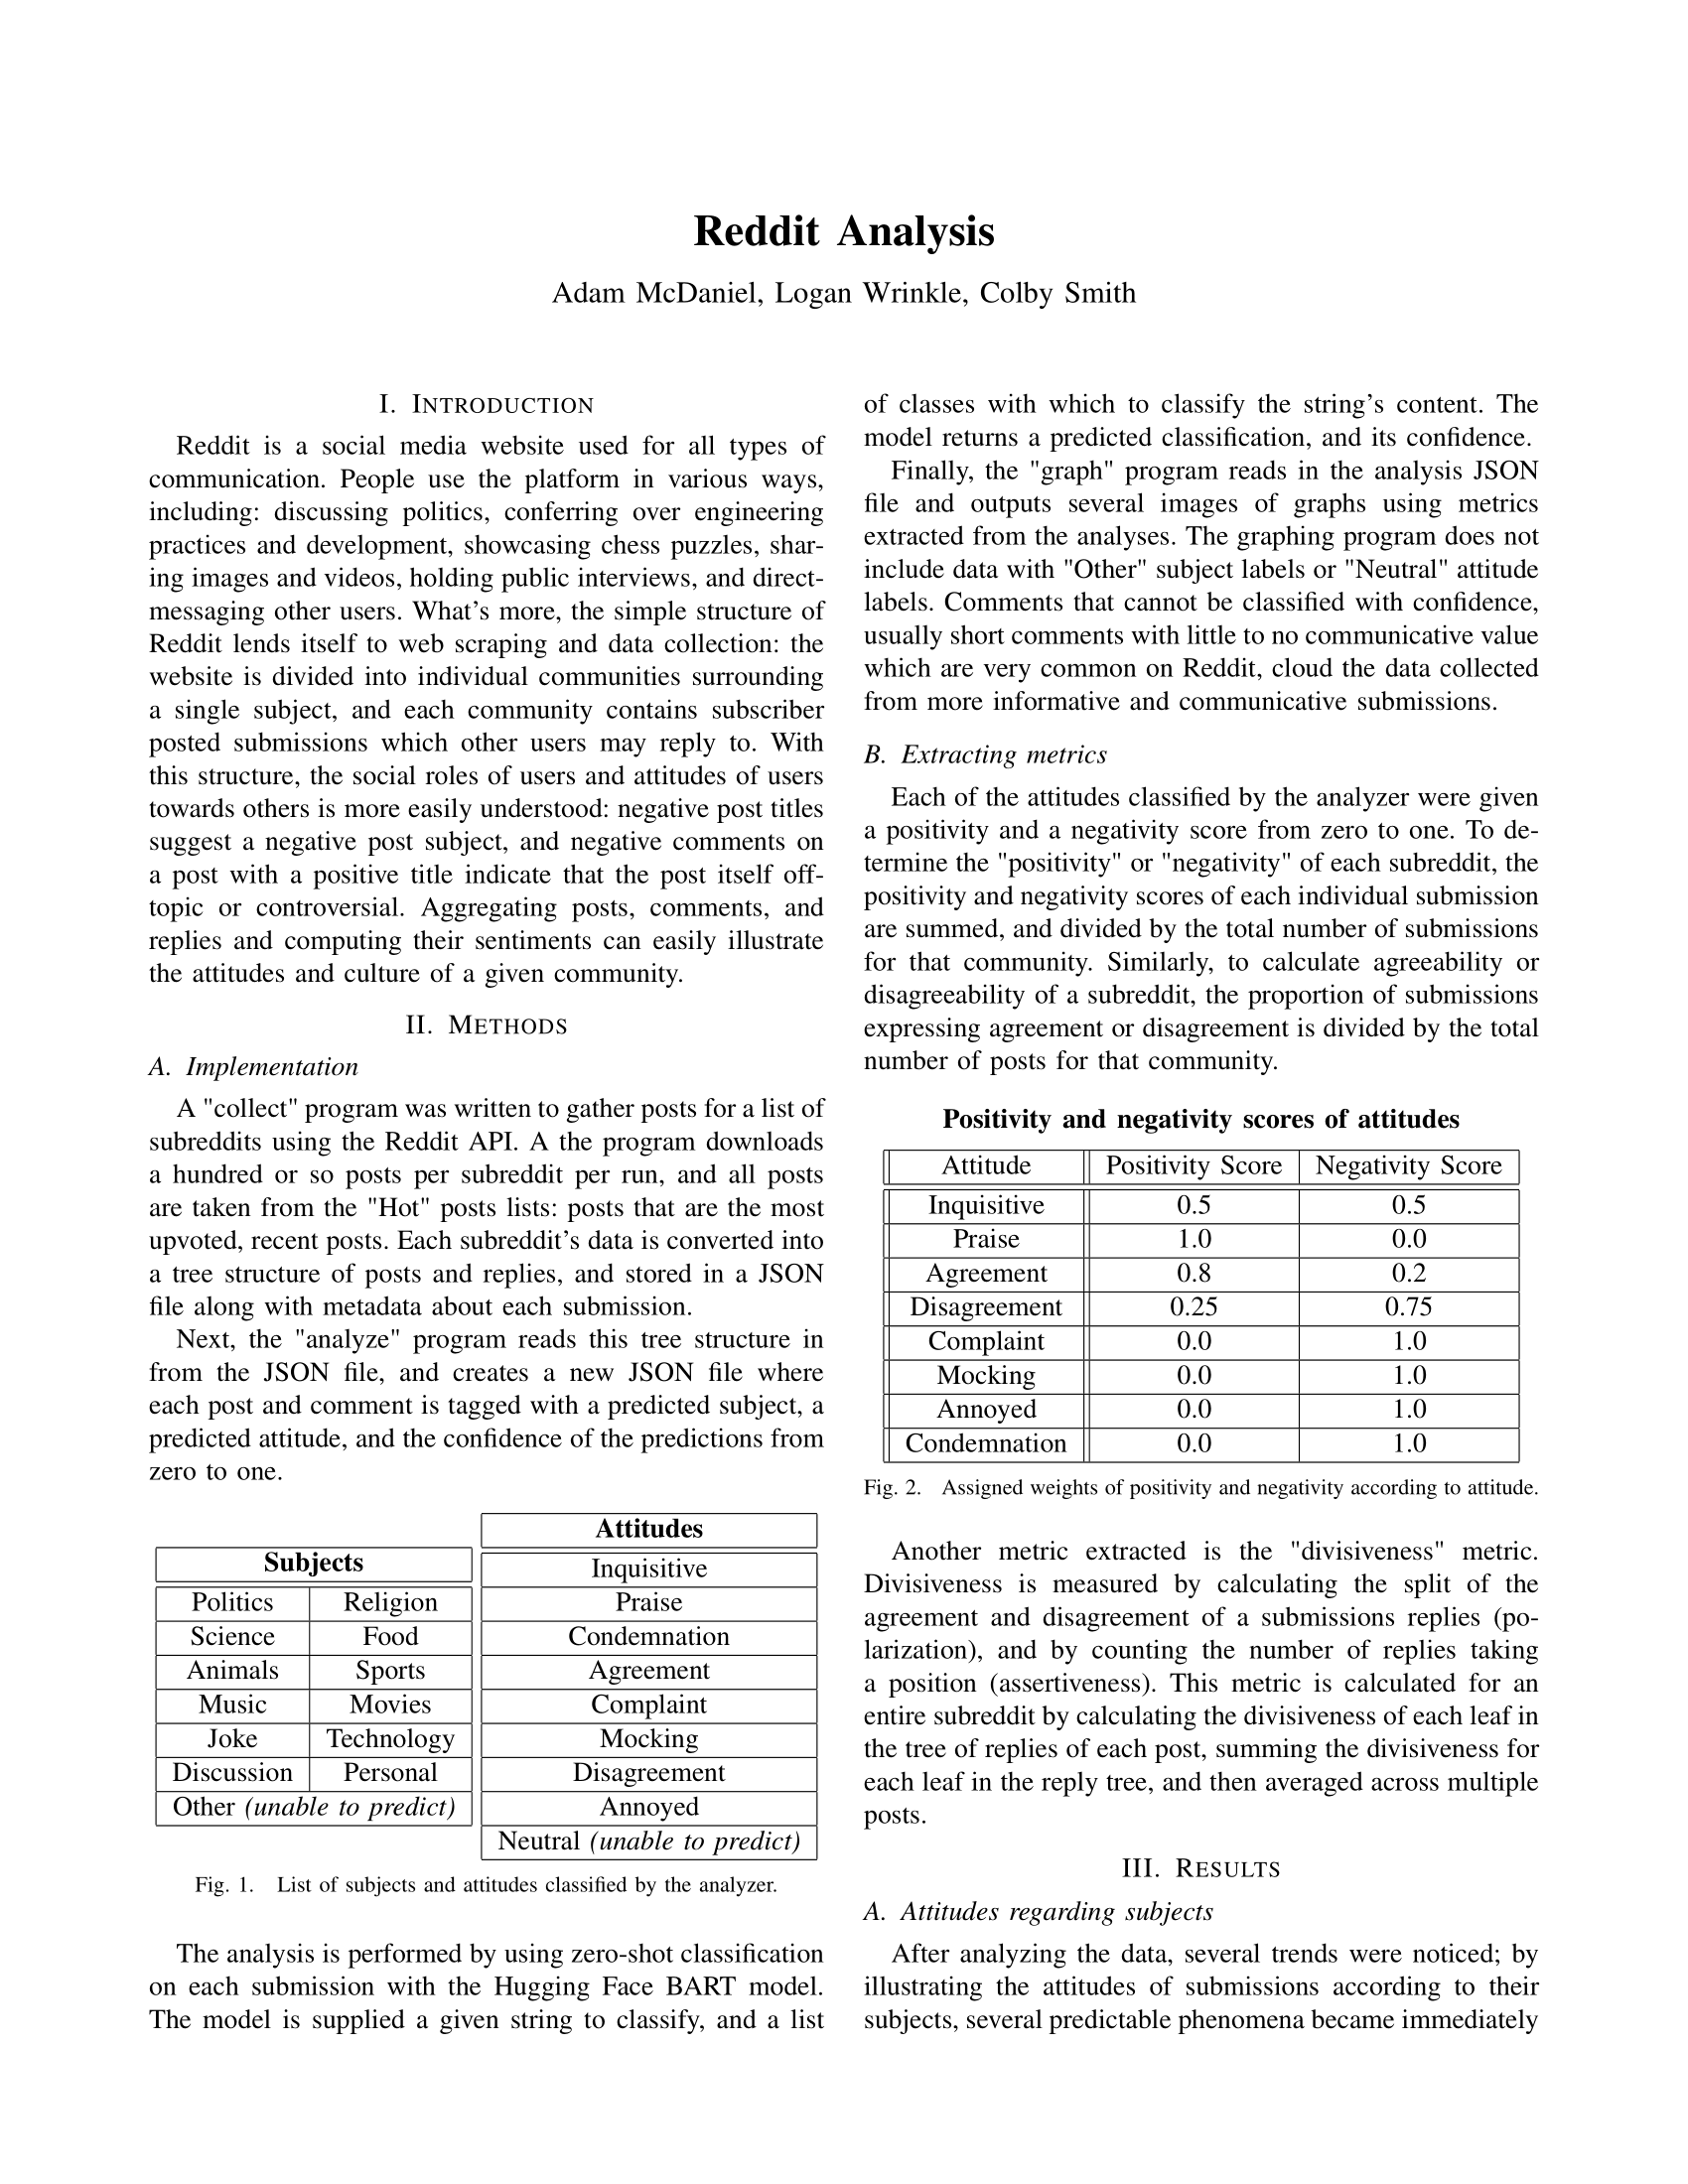 Reddit Analysis
Adam McDaniel, Logan Wrinkle, Colby Smith
I. INTRODUCTION
Reddit is a social media website used for all types of
communication. People use the platform in various ways,
including: discussing politics, conferring over engineering
practices and development, showcasing chess puzzles, shar-
ing images and videos, holding public interviews, and direct-
messaging other users. What's more, the simple structure of
Reddit lends itself to web scraping and data collection: the
website is divided into individual communities surrounding
a single subject, and each community contains subscriber
posted submissions which other users may reply to. With
this structure, the social roles of users and attitudes of users
towards others is more easily understood: negative post titles
suggest a negative post subject, and negative comments on
a post with a positive title indicate that the post itself off-
topic or controversial. Aggregating posts, comments, and
replies and computing their sentiments can easily illustrate
the attitudes and culture of a given community.
II. METHODS
A. Implementation
A "collect" program was written to gather posts for a list of
subreddits using the Reddit API. A the program downloads
a hundred or so posts per subreddit per run, and all posts
are taken from the "Hot" posts lists: posts that are the most
upvoted, recent posts. Each subreddit's data is converted into
a tree structure of posts and replies, and stored in a JSON
file along with metadata about each submission.
Next, the "analyze" program reads this tree structure in
from the JSON file, and creates a new JSON file where
each post and comment is tagged with a predicted subject, a
predicted attitude, and the confidence of the predictions from
zero to one.
Subjects
Politics Religion
Science Food
Animals Sports
Music Movies
Joke Technology
Discussion Personal
Other (unable to predict)
Attitudes
Inquisitive
Praise
Condemnation
Agreement
Complaint
Mocking
Disagreement
Annoyed
Neutral (unable to predict)
Fig. 1. List of subjects and attitudes classified by the analyzer.
The analysis is performed by using zero-shot classification
on each submission with the Hugging Face BART model.
The model is supplied a given string to classify, and a list
of classes with which to classify the string's content. The
model returns a predicted classification, and its confidence.
Finally, the "graph" program reads in the analysis JSON
file and outputs several images of graphs using metrics
extracted from the analyses. The graphing program does not
include data with "Other" subject labels or "Neutral" attitude
labels. Comments that cannot be classified with confidence,
usually short comments with little to no communicative value
which are very common on Reddit, cloud the data collected
from more informative and communicative submissions.
B. Extracting metrics
Each of the attitudes classified by the analyzer were given
a positivity and a negativity score from zero to one. To de-
termine the "positivity" or "negativity" of each subreddit, the
positivity and negativity scores of each individual submission
are summed, and divided by the total number of submissions
for that community. Similarly, to calculate agreeability or
disagreeability of a subreddit, the proportion of submissions
expressing agreement or disagreement is divided by the total
number of posts for that community.
Positivity and negativity scores of attitudes
Attitude Positivity Score Negativity Score
Inquisitive 0.5 0.5
Praise 1.0 0.0
Agreement 0.8 0.2
Disagreement 0.25 0.75
Complaint 0.0 1.0
Mocking 0.0 1.0
Annoyed 0.0 1.0
Condemnation 0.0 1.0
Fig. 2. Assigned weights of positivity and negativity according to attitude.
Another metric extracted is the "divisiveness" metric.
Divisiveness is measured by calculating the split of the
agreement and disagreement of a submissions replies (po-
larization), and by counting the number of replies taking
a position (assertiveness). This metric is calculated for an
entire subreddit by calculating the divisiveness of each leaf in
the tree of replies of each post, summing the divisiveness for
each leaf in the reply tree, and then averaged across multiple
posts.
III. RESULTS
A. Attitudes regarding subjects
After analyzing the data, several trends were noticed; by
illustrating the attitudes of submissions according to their
subjects, several predictable phenomena became immediately